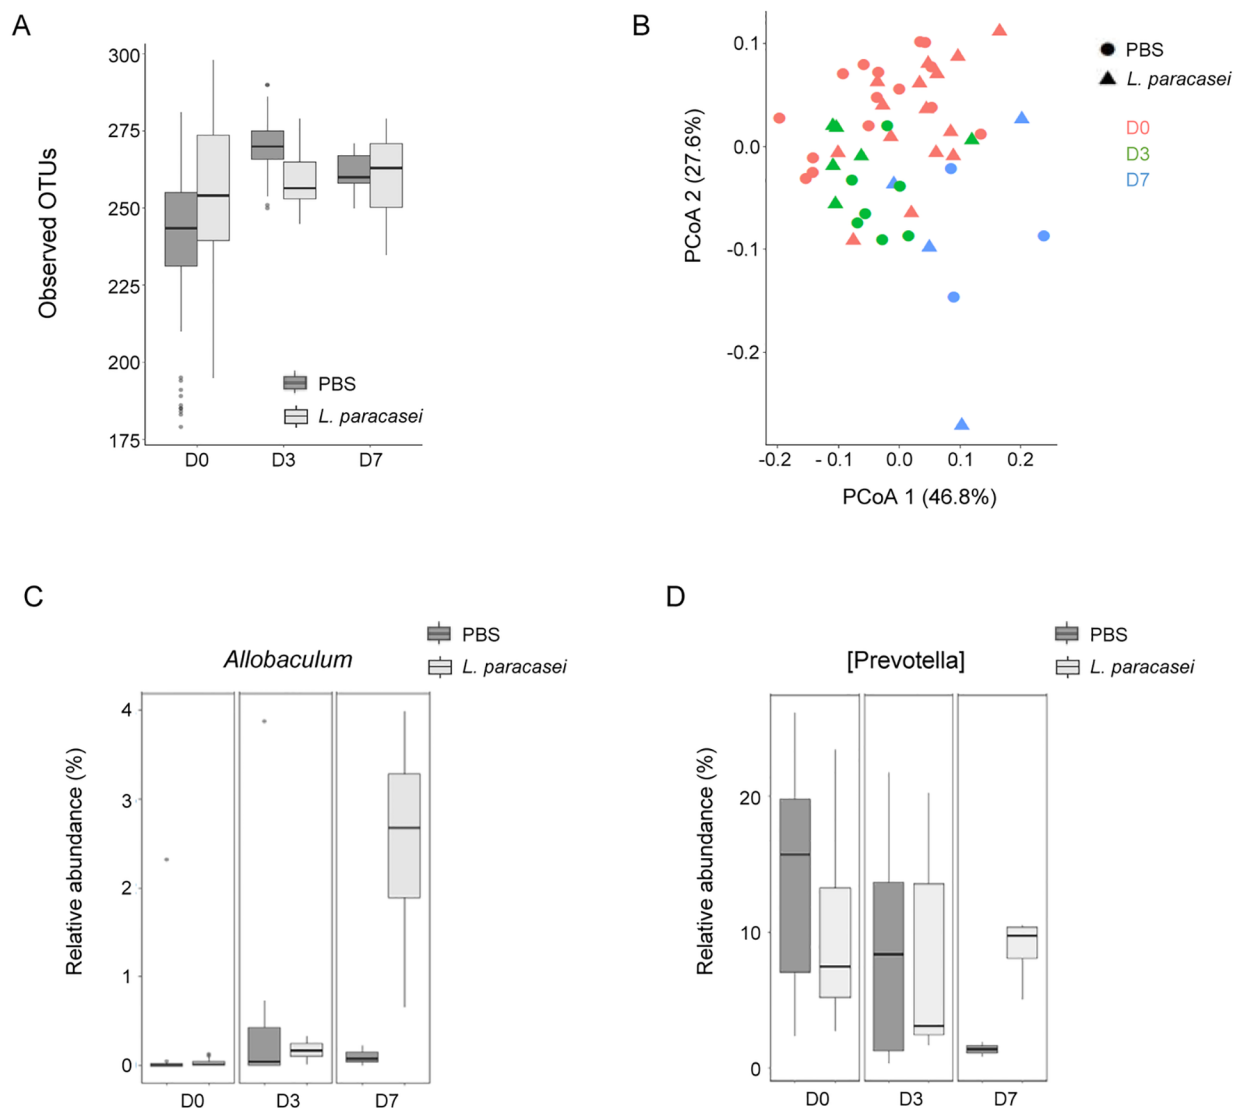 A
300
275
250
225
200
175
Observed OTUs
D0
D3
D7
PBS
L. paracasei
B
0.1
0.0
-0.1
-0.2
PCoA 2 (27.6%)
-0.2
- 0.1
0.0
0.1
0.2
PCoA 1 (46.8%)
PBS
L. paracasei
D0
D3
D7
C
PBS
L. paracasei
Allobaculum
4
3
2
1
0
Relative abundance (%)
D0
D3
D7
D
PBS
L. paracasei
[Prevotella]
20
10
0
Relative abundance (%)
D0
D3
D7